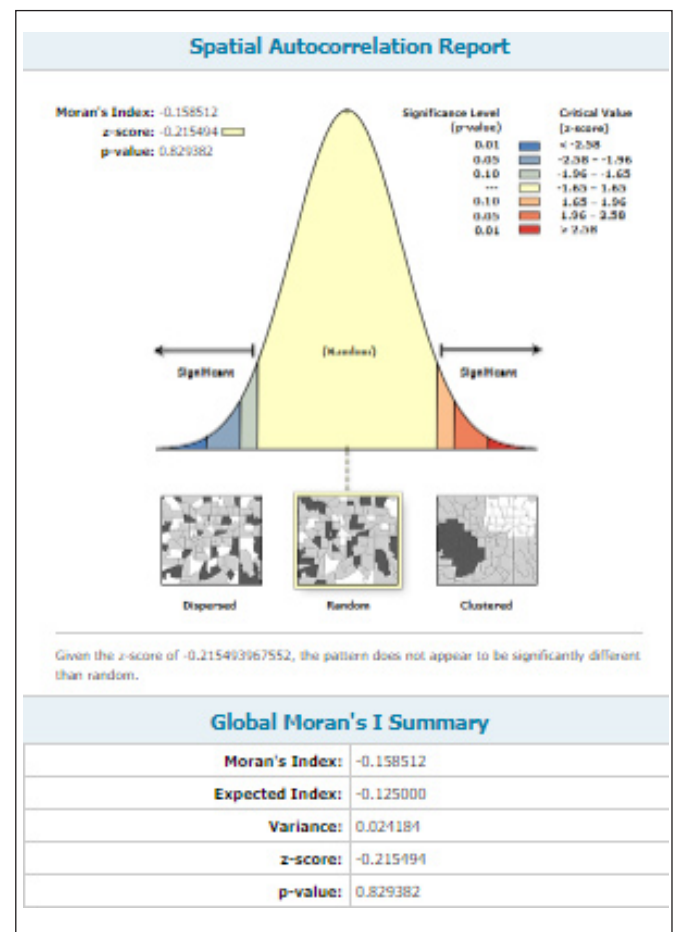 Spatial Autocorrelation Report
Moran's Index: -0.158512
z-score: -0.215494
p-value: 0.829382
Significance Level
(p-value)
Critical Value
(z-score)
0.01 < -2.58
0.05 -2.58 – -1.96
0.10 -1.96 – -1.65
--- -1.65 – 1.65
0.10 1.65 – 1.96
0.05 1.96 – 2.58
0.01 > 2.58
(Random)
Significant
Significant
Dispersed
Random
Clustered
Given the z-score of -0.215493967552, the pattern does not appear to be significantly different
than random.
Global Moran's I Summary
Moran's Index: -0.158512
Expected Index: -0.125000
Variance: 0.024184
z-score: -0.215494
p-value: 0.829382